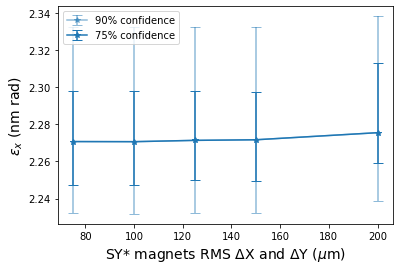 90% confidence
75% confidence
2.34
2.32
2.30
2.28
2.26
2.24
εx (nm rad)
80 100 120 140 160 180 200
SY* magnets RMS ΔX and ΔY (μm)